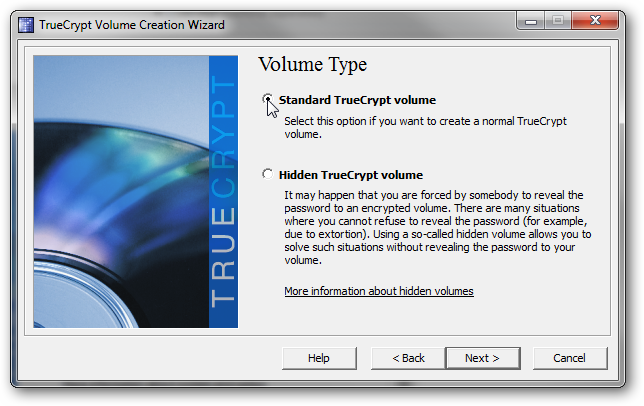 TrueCrypt Volume Creation Wizard
TRUECRYPT
Volume Type
Standard TrueCrypt volume
Select this option if you want to create a normal TrueCrypt
volume.
Hidden TrueCrypt volume
It may happen that you are forced by somebody to reveal the
password to an encrypted volume. There are many situations
where you cannot refuse to reveal the password (for example,
due to extortion). Using a so-called hidden volume allows you to
solve such situations without revealing the password to your
volume.
More information about hidden volumes
Help
< Back
Next >
Cancel